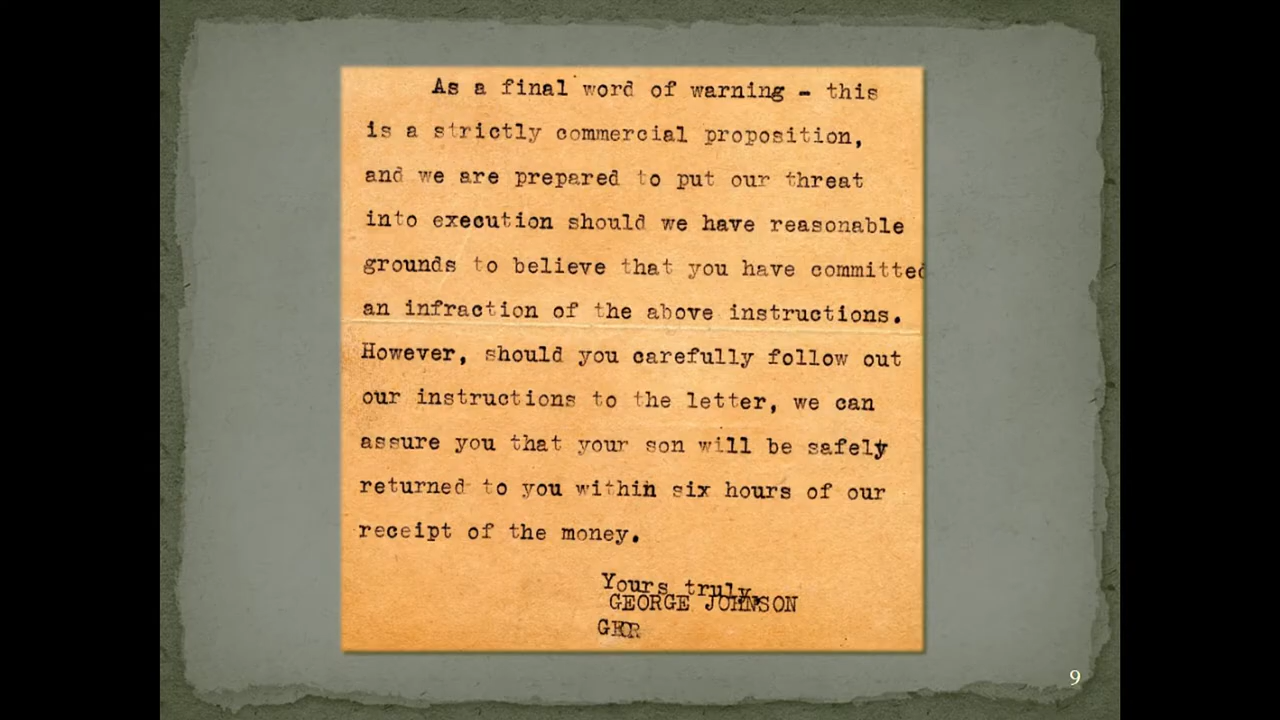 As a final word of warning - this
is a strictly commercial proposition,
and we are prepared to put our threat
into execution should we have reasonable
grounds to believe that you have committed
an infraction of the above instructions.
However, should you carefully follow out
our instructions to the letter, we can
assure you that your son will be safely
returned to you within six hours of our
receipt of the money.
Yours truly,
GEORGE JOHNSON
9